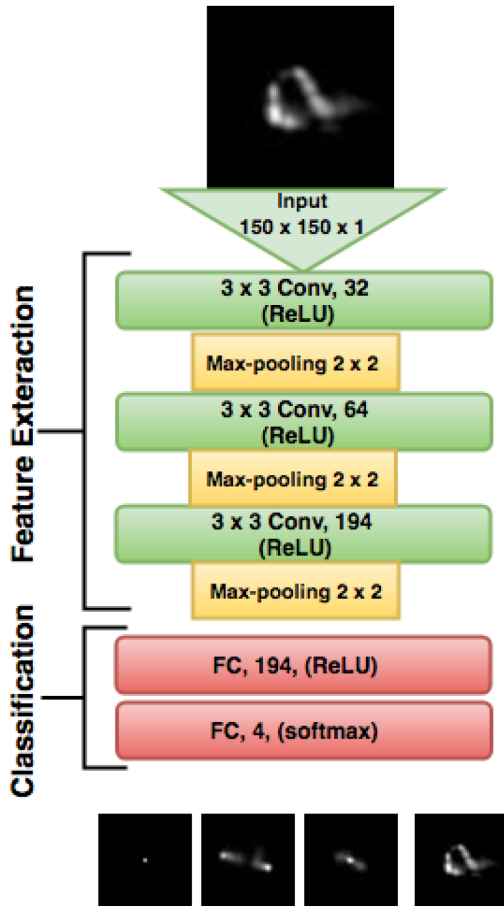 Input
150 x 150 x 1
Feature Exteraction
3 x 3 Conv, 32
(ReLU)
Max-pooling 2 x 2
3 x 3 Conv, 64
(ReLU)
Max-pooling 2 x 2
3 x 3 Conv, 194
(ReLU)
Max-pooling 2 x 2
Classification
FC, 194, (ReLU)
FC, 4, (softmax)